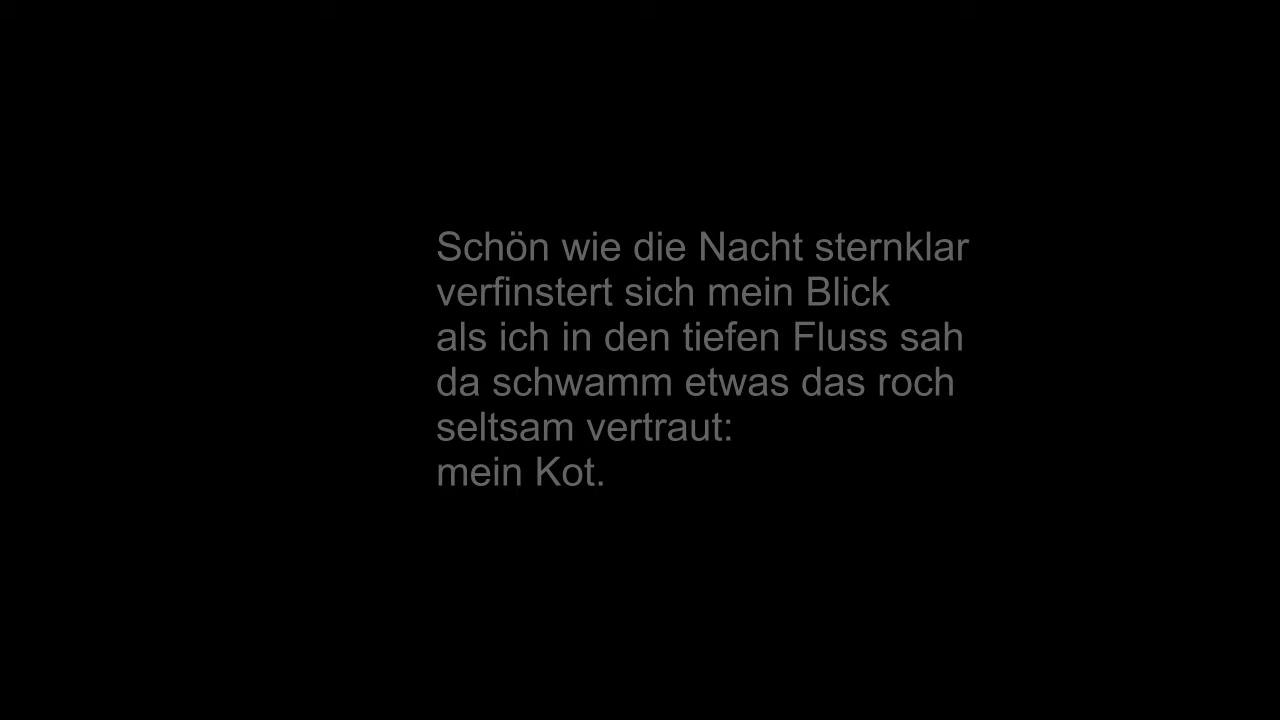 Schön wie die Nacht sternklar
verfinstert sich mein Blick
als ich in den tiefen Fluss sah
da schwamm etwas das roch
seltsam vertraut:
mein Kot.